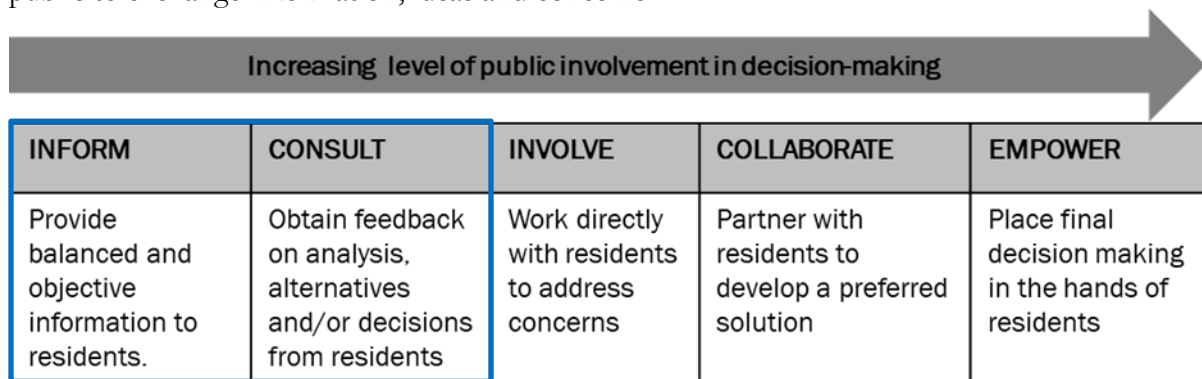 Increasing level of public involvement in decision-making
INFORM
CONSULT
INVOLVE
COLLABORATE
EMPOWER
Provide
balanced and
objective
information to
residents.
Obtain feedback
on analysis,
alternatives
and/or decisions
from residents
Work directly
with residents
to address
concerns
Partner with
residents to
develop a preferred
solution
Place final
decision making
in the hands of
residents